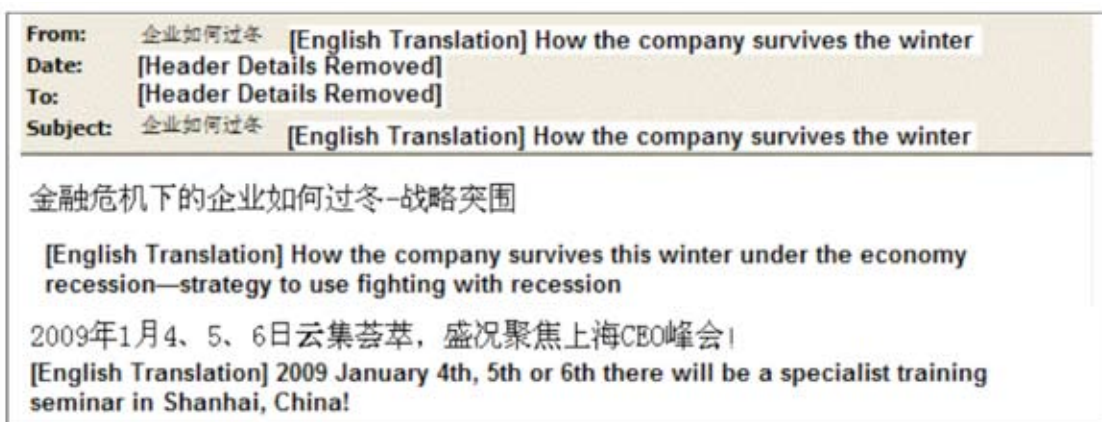 From: 企业如何过冬 [English Translation] How the company survives the winter
Date: [Header Details Removed]
To: [Header Details Removed]
Subject: 企业如何过冬 [English Translation] How the company survives the winter
金融危机下的企业如何过冬-战略突围
[English Translation] How the company survives this winter under the economy
recession—strategy to use fighting with recession
2009年1月4、5、6日云集荟萃，盛况聚焦上海CEO峰会!
[English Translation] 2009 January 4th, 5th or 6th there will be a specialist training
seminar in Shanhai, China!